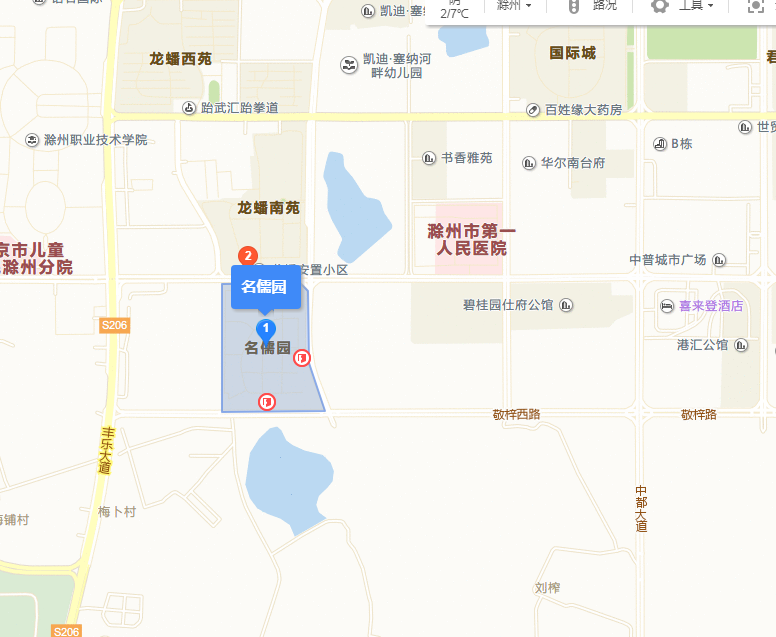 凯迪·塞
阴
2/7℃
滁州
路况
工具
龙蟠西苑
凯迪·塞纳河
畔幼儿园
国际城
跆武汇跆拳道
百姓缘大药房
滁州职业技术学院
B栋
书香雅苑
华尔南台府
龙蟠南苑
滁州市第一
人民医院
京市儿童
滁州分院
2
安置小区
中普城市广场
名儒园
碧桂园仕府公馆
喜来登酒店
S206
1
名儒园
港汇公馆
敬梓西路
敬梓路
丰乐大道
中都大道
梅卜村
铺村
刘榨
S206